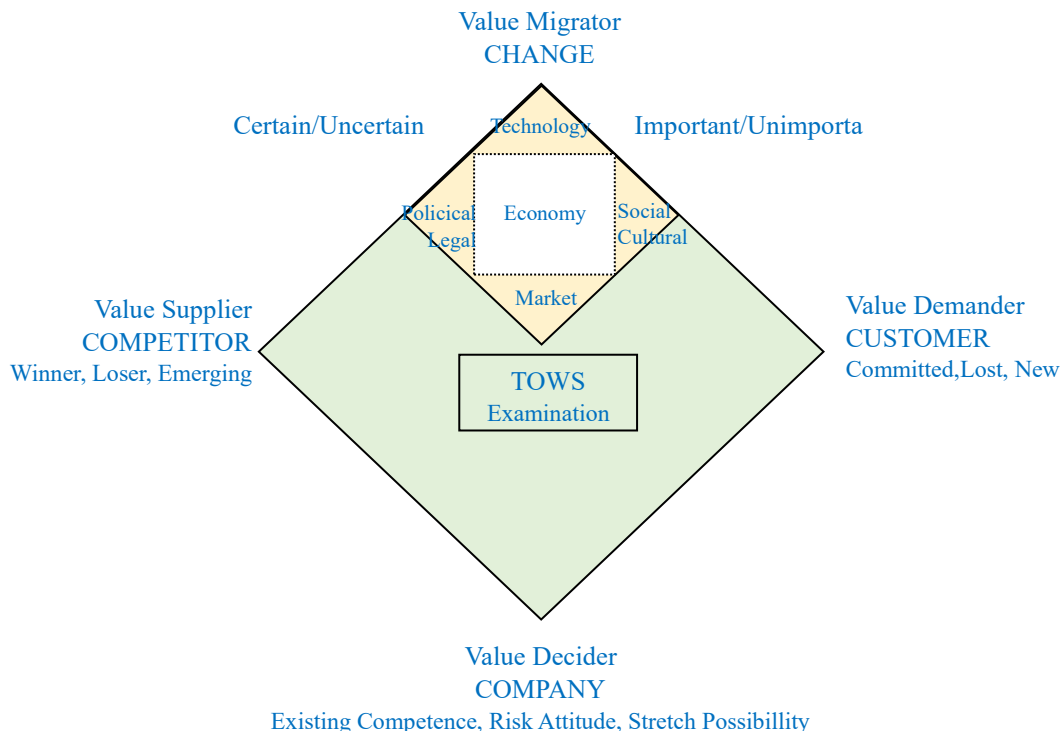 Value Migrator
CHANGE
Certain/Uncertain
Important/Unimporta
Technology
Policical
Legal
Economy
Social
Cultural
Market
Value Supplier
COMPETITOR
Winner, Loser, Emerging
Value Demander
CUSTOMER
Committed,Lost, New
TOWS
Examination
Value Decider
COMPANY
Existing Competence, Risk Attitude, Stretch Possibillity